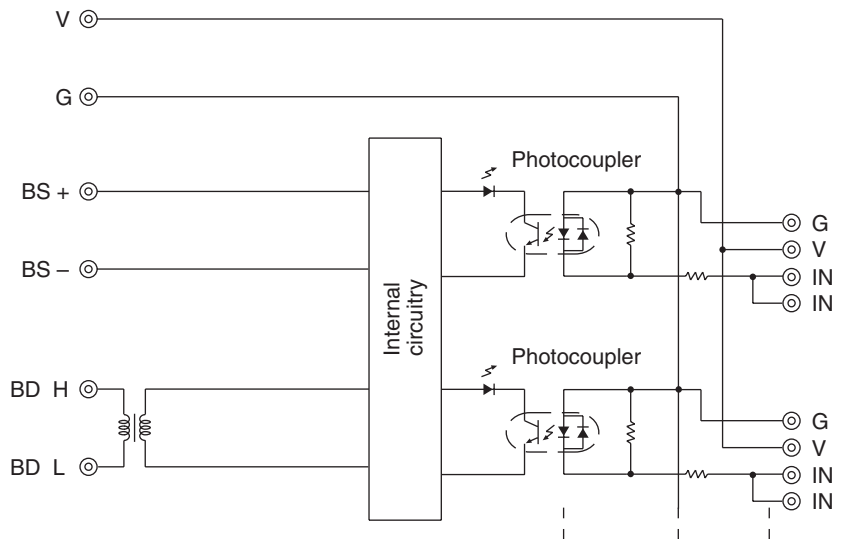 V
G
Photocoupler
BS +
G
V
BS –
IN
IN
Internal
circuitry
Photocoupler
BD H
G
V
BD L
IN
IN